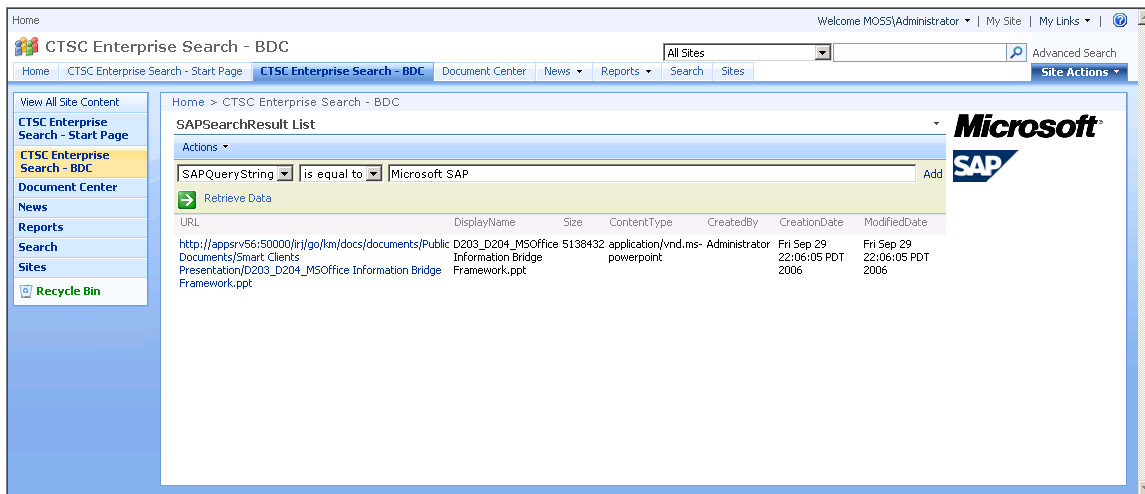 Home
Welcome MOSS\Administrator | My Site | My Links |
CTSC Enterprise Search - BDC
All Sites
Advanced Search
Home CTSC Enterprise Search - Start Page CTSC Enterprise Search - BDC Document Center News Reports Search Sites
Site Actions
View All Site Content
CTSC Enterprise
Search - Start Page
CTSC Enterprise
Search - BDC
Document Center
News
Reports
Search
Sites
Recycle Bin
Home > CTSC Enterprise Search - BDC
SAPSearchResult List
Actions
SAPQueryString is equal to Microsoft SAP Add
Retrieve Data
URL DisplayName Size ContentType CreatedBy CreationDate ModifiedDate
http://appsrv56:50000/irj/go/km/docs/documents/Public D203_D204_MSOffice 5138432 application/vnd.ms- Administrator Fri Sep 29 Fri Sep 29
Documents/Smart Clients Information Bridge powerpoint 22:06:05 PDT 22:06:05 PDT
Presentation/D203_D204_MSOffice Information Bridge Framework.ppt 2006 2006
Framework.ppt
Microsoft
SAP